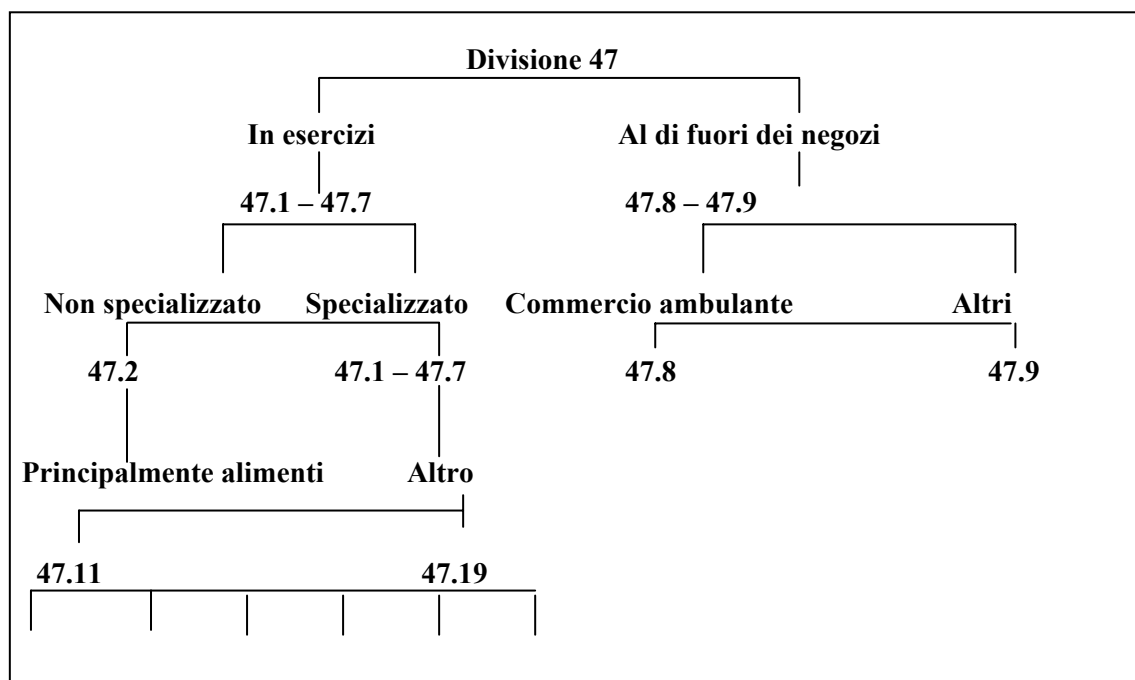 Divisione 47
In esercizi Al di fuori dei negozi
47.1 – 47.7 47.8 – 47.9
Non specializzato Specializzato Commercio ambulante Altri
47.2 47.1 – 47.7 47.8 47.9
Principalmente alimenti Altro
47.11 47.19